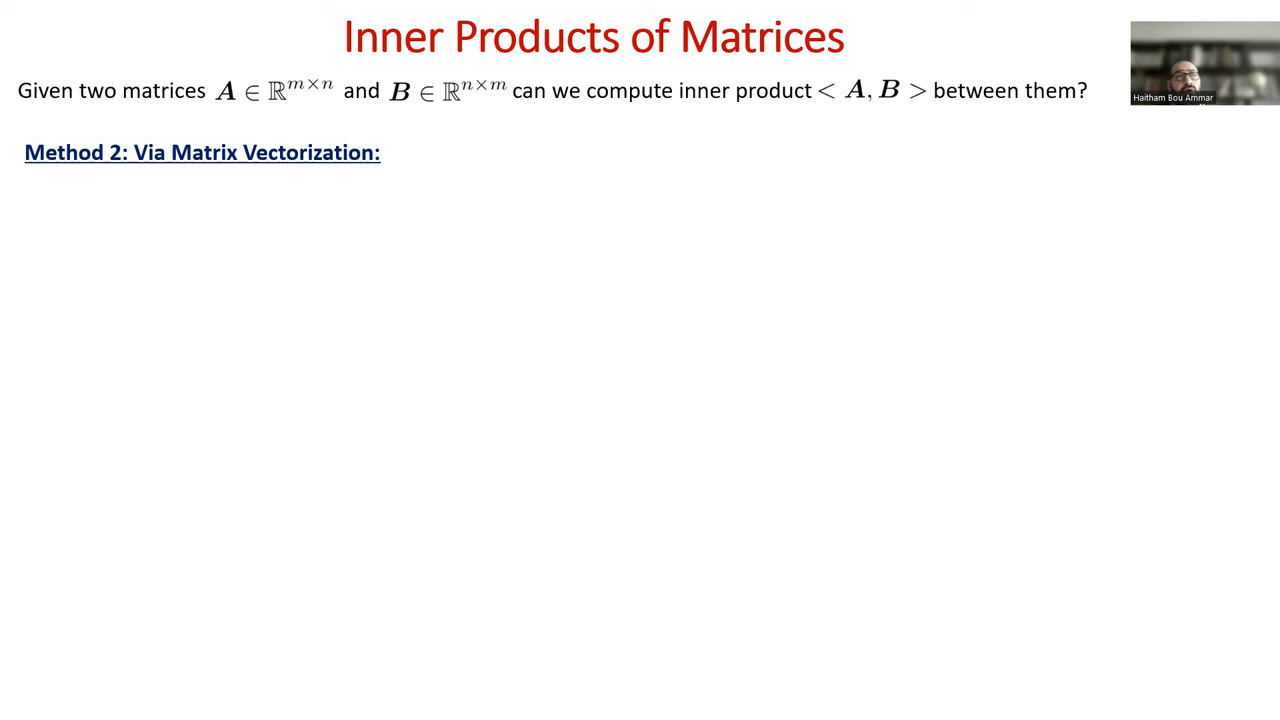 Inner Products of Matrices
Given two matrices A ∈ ℝ^{m×n} and B ∈ ℝ^{n×m} can we compute inner product < A, B > between them?
Haitham Bou Ammar
Method 2: Via Matrix Vectorization: